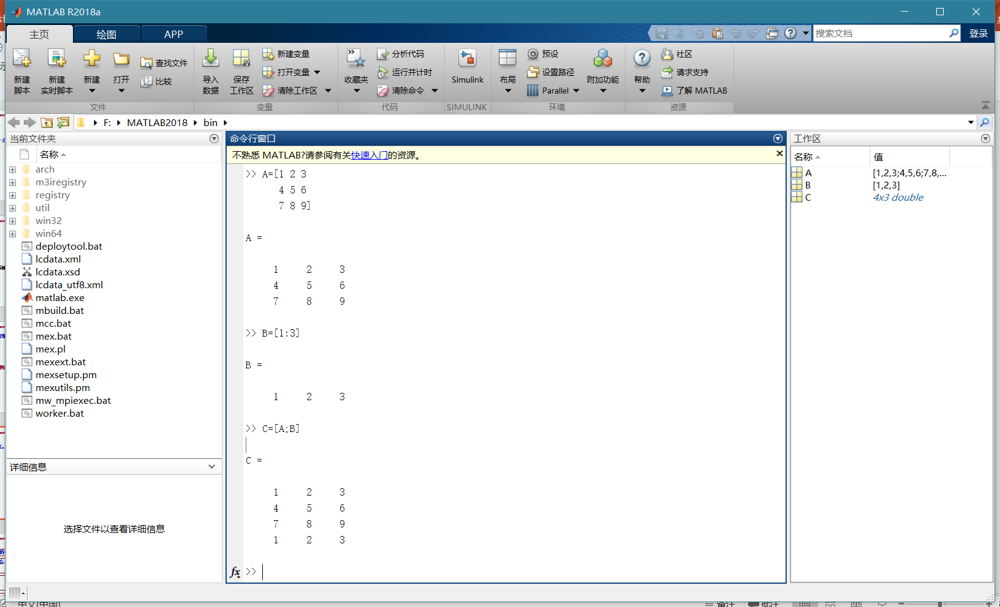 MATLAB R2018a
主页
绘图
APP
搜索文档
登录
新建
脚本
新建
实时脚本
新建
打开
查找文件
比较
文件
导入
数据
保存
工作区
新建变量
打开变量
清除工作区
变量
收藏夹
分析代码
运行并计时
清除命令
代码
Simulink
SIMULINK
布局
预设
设置路径
Parallel
附加功能
环境
帮助
社区
请求支持
了解 MATLAB
资源
F: MATLAB2018 bin
当前文件夹
名称
arch
m3iregistry
registry
util
win32
win64
deploytool.bat
lcdata.xml
lcdata.xsd
lcdata_utf8.xml
matlab.exe
mbuild.bat
mcc.bat
mex.bat
mex.pl
mexext.bat
mexsetup.pm
mexutils.pm
mw_mpiexec.bat
worker.bat
详细信息
选择文件以查看详细信息
命令行窗口
不熟悉 MATLAB?请参阅有关快速入门的资源。
>> A=[1 2 3
4 5 6
7 8 9]
A =
1 2 3
4 5 6
7 8 9
>> B=[1:3]
B =
1 2 3
>> C=[A;B]
C =
1 2 3
4 5 6
7 8 9
1 2 3
fx >>
工作区
名称 值
A [1,2,3;4,5,6;7,8,...
B [1,2,3]
C 4x3 double
中文(中国)
备注
批注